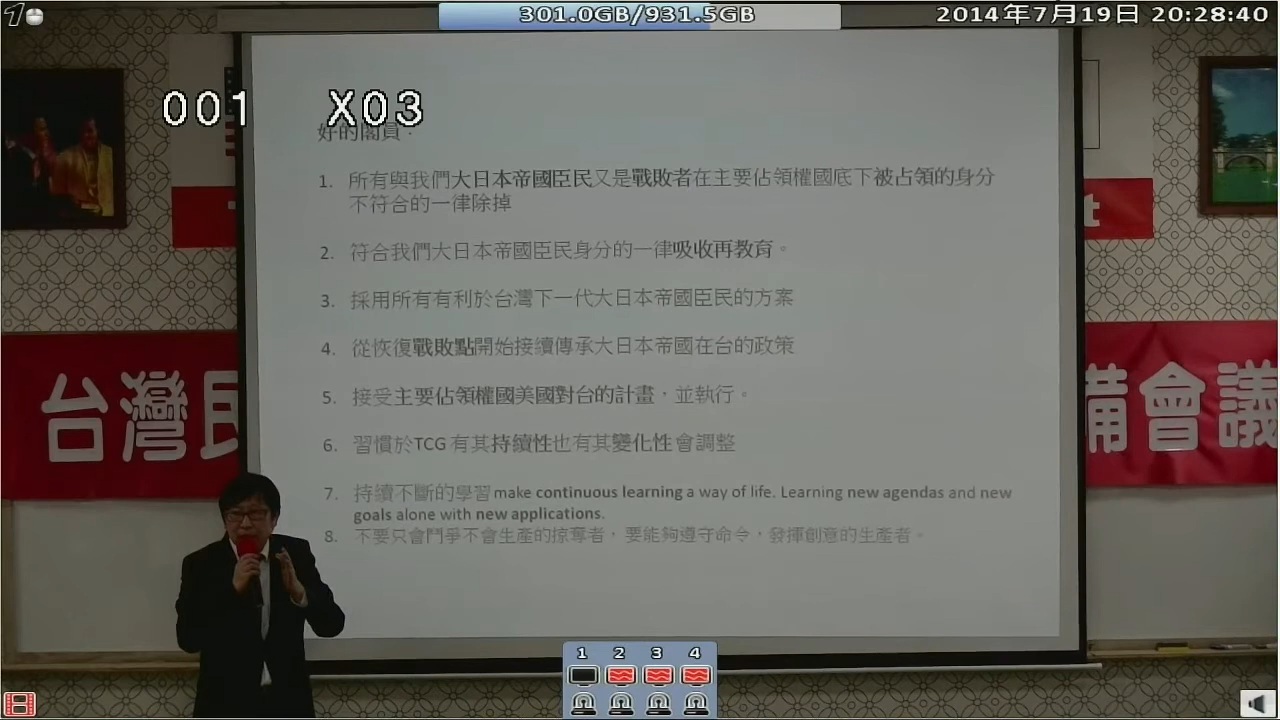 301.0GB/931.5GB
2014年7月19日 20:28:40
001 X03
好的閣員：
1. 所有與我們大日本帝國臣民又是戰敗者在主要佔領權國底下被占領的身分
不符合的一律除掉
2. 符合我們大日本帝國臣民身分的一律吸收再教育。
3. 採用所有有利於台灣下一代大日本帝國臣民的方案
4. 從恢復戰敗點開始接續傳承大日本帝國在台的政策
5. 接受主要佔領權國美國對台的計畫，並執行。
6. 習慣於TCG 有其持續性也有其變化性會調整
7. 持續不斷的學習 make continuous learning a way of life. Learning new agendas and new
goals alone with new applications.
8. 不要只會鬥爭不會生產的掠奪者， 要能夠遵守命令，發揮創意的生產者。
t
台灣民
備會議
1 2 3 4